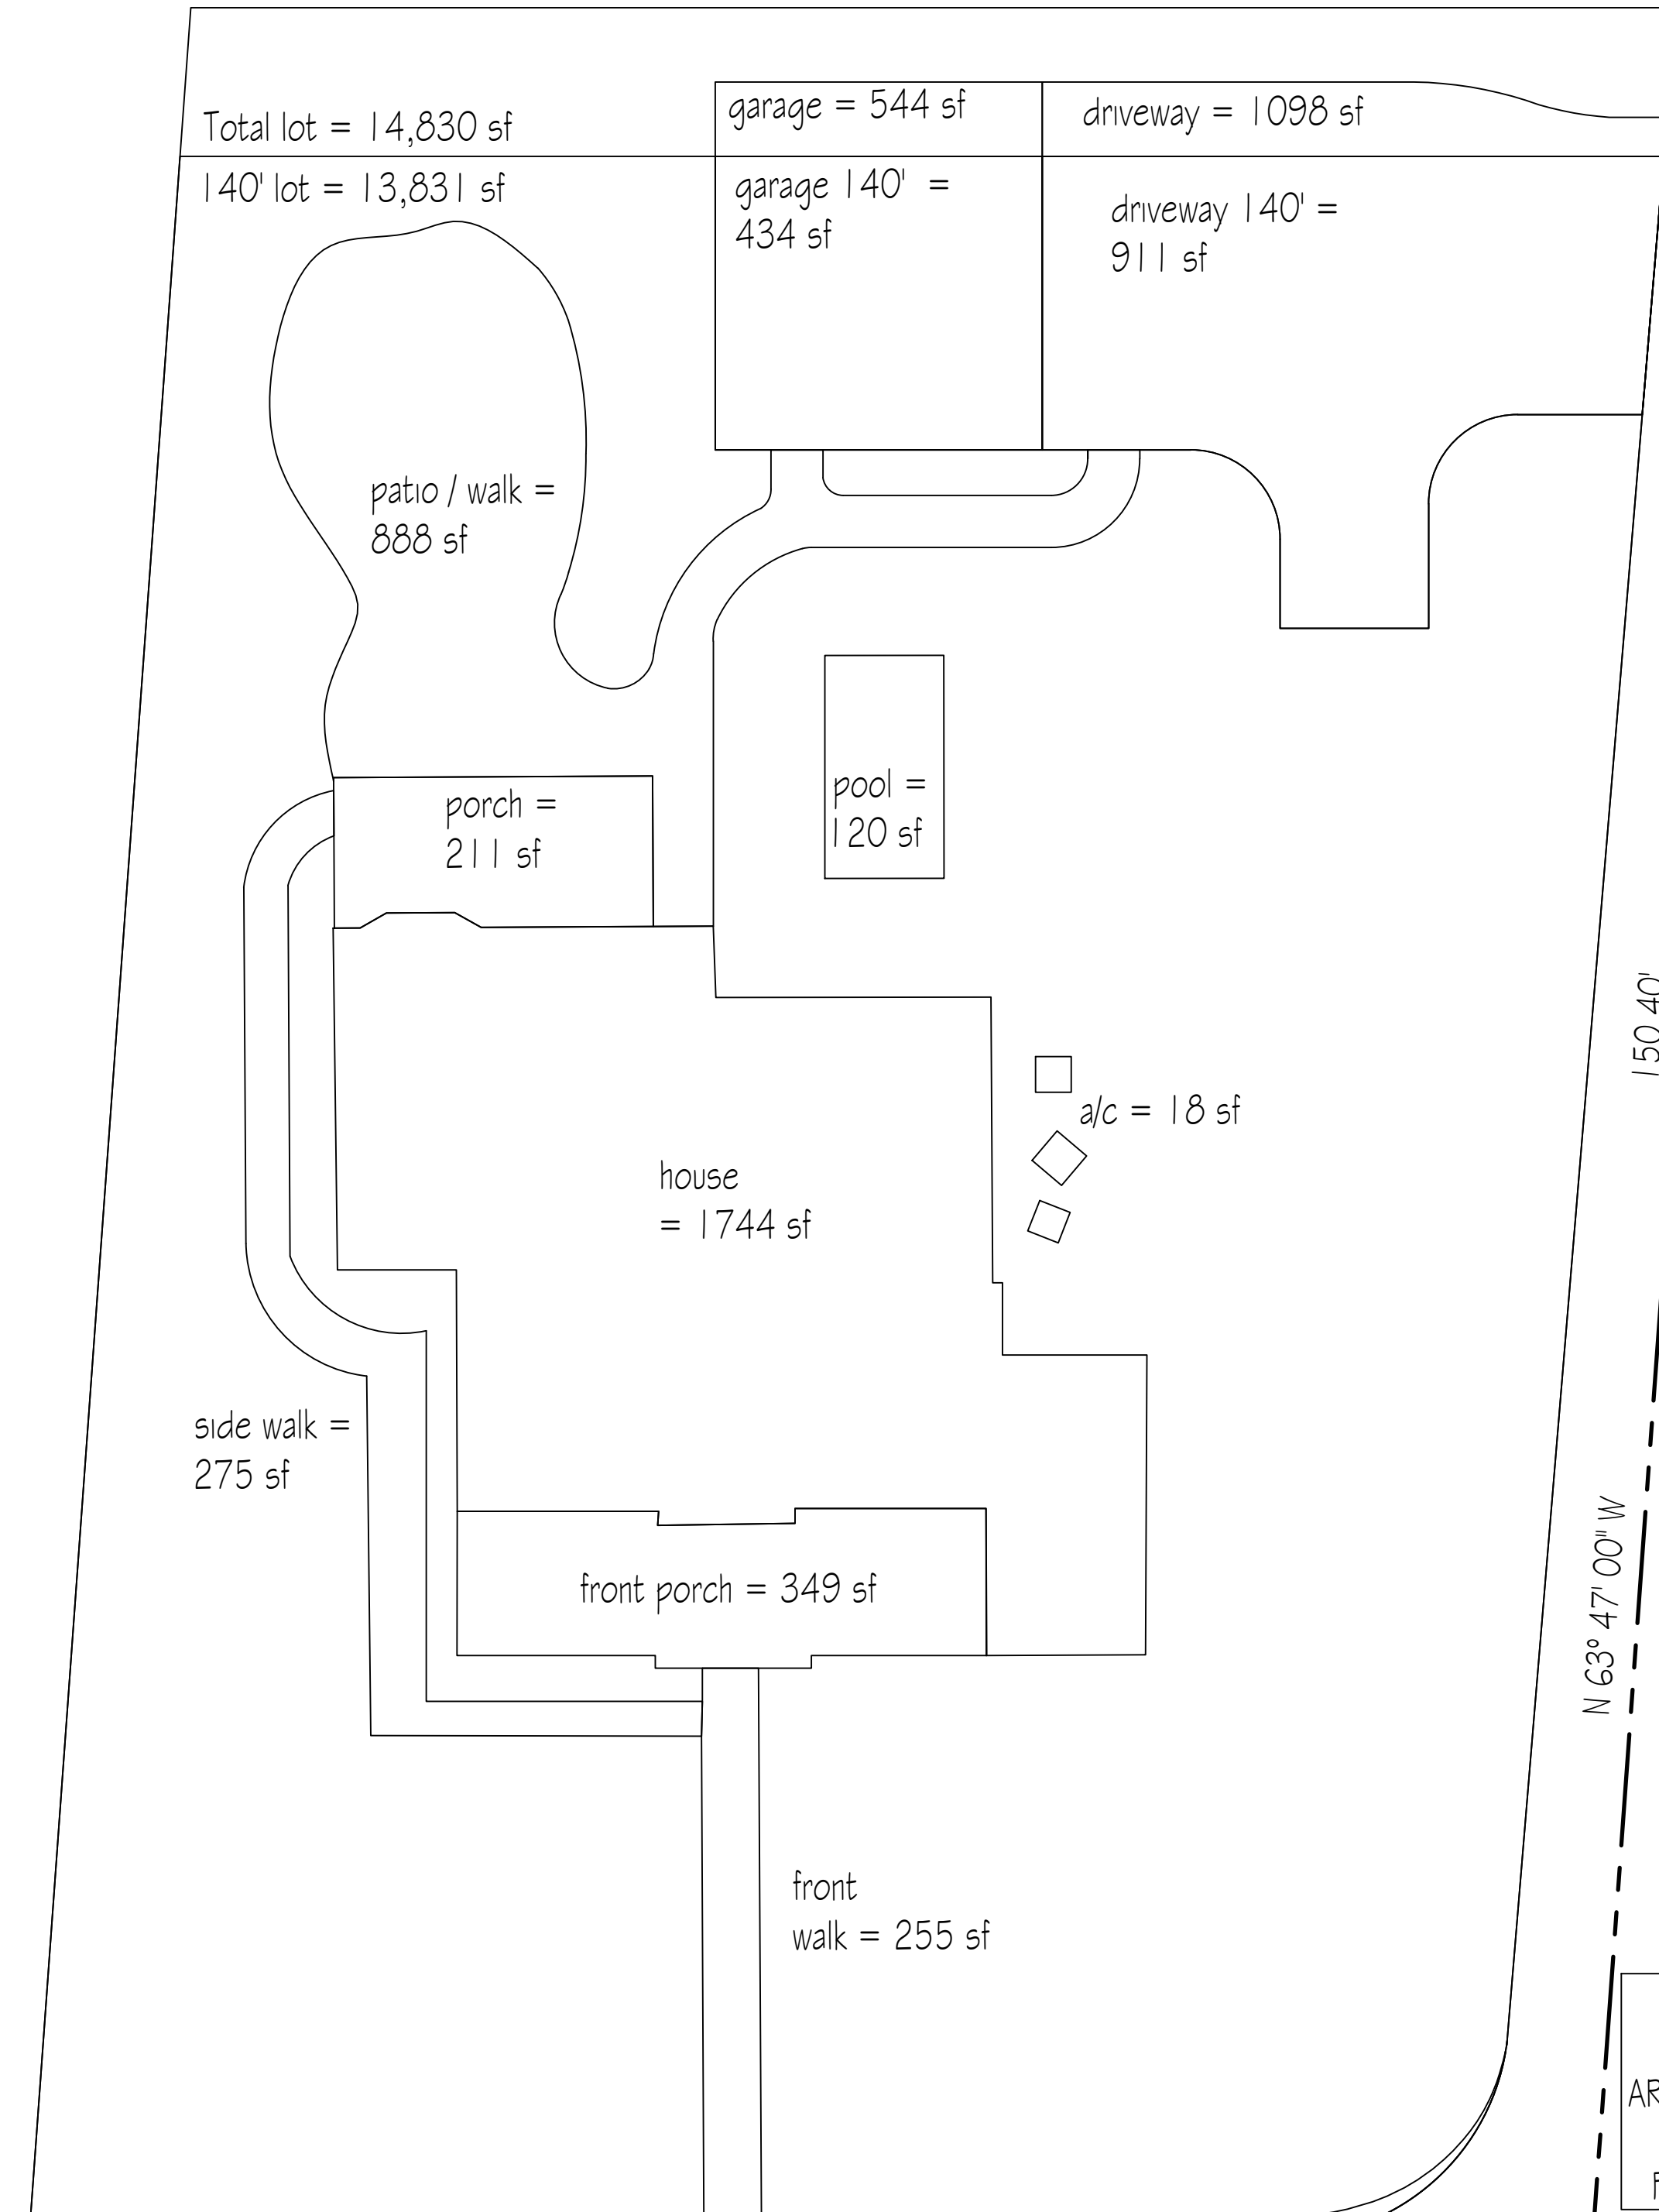 Total lot = 14,830 sf
140' lot = 13,831 sf
garage = 544 sf
driveway = 1098 sf
garage 140' =
434 sf
driveway 140' =
911 sf
patio / walk =
888 sf
porch =
211 sf
pool =
120 sf
150.40'
a/c = 18 sf
house
= 1744 sf
side walk =
275 sf
N 63° 47' 00" W
front porch = 349 sf
front
walk = 255 sf
AR